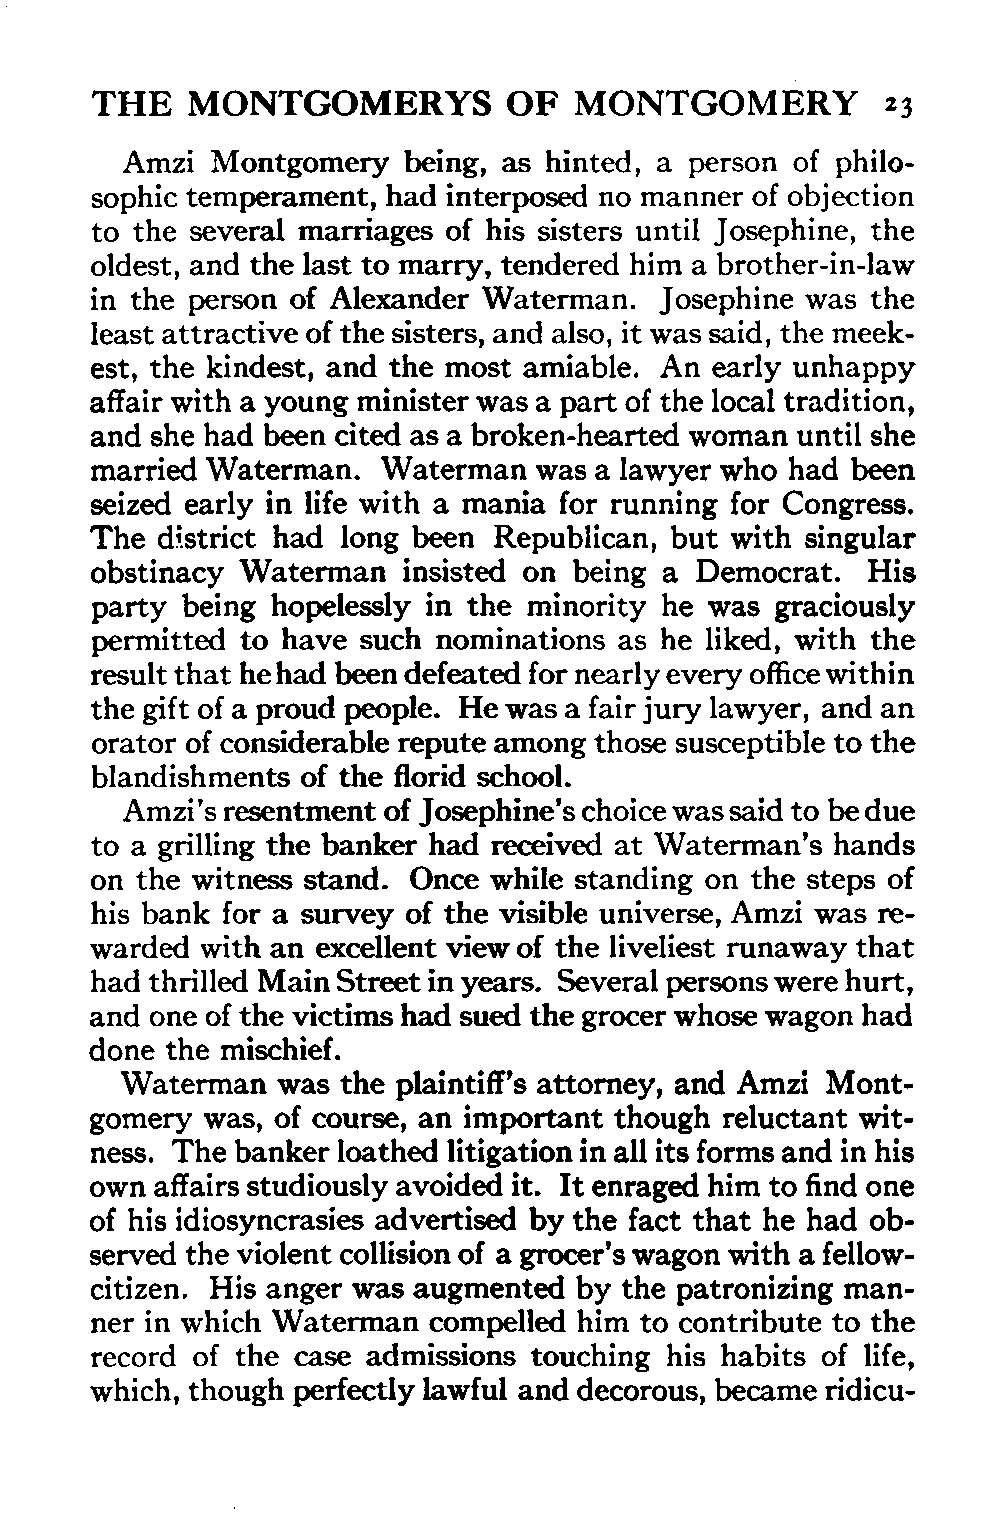 THE MONTGOMERYS OF MONTGOMERY 23
Amzi Montgomery being, as hinted, a person of philo-
sophic temperament, had interposed no manner of objection
to the several marriages of his sisters until Josephine, the
oldest, and the last to marry, tendered him a brother-in-law
in the person of Alexander Waterman. Josephine was the
least attractive of the sisters, and also, it was said, the meek-
est, the kindest, and the most amiable. An early unhappy
affair with a young minister was a part of the local tradition,
and she had been cited as a broken-hearted woman until she
married Waterman. Waterman was a lawyer who had been
seized early in life with a mania for running for Congress.
The district had long been Republican, but with singular
obstinacy Waterman insisted on being a Democrat. His
party being hopelessly in the minority he was graciously
permitted to have such nominations as he liked, with the
result that he had been defeated for nearly every office within
the gift of a proud people. He was a fair jury lawyer, and an
orator of considerable repute among those susceptible to the
blandishments of the florid school.
Amzi's resentment of Josephine's choice was said to be due
to a grilling the banker had received at Waterman's hands
on the witness stand. Once while standing on the steps of
his bank for a survey of the visible universe, Amzi was re-
warded with an excellent view of the liveliest runaway that
had thrilled Main Street in years. Several persons were hurt,
and one of the victims had sued the grocer whose wagon had
done the mischief.
Waterman was the plaintiff's attorney, and Amzi Mont-
gomery was, of course, an important though reluctant wit-
ness. The banker loathed litigation in all its forms and in his
own affairs studiously avoided it. It enraged him to find one
of his idiosyncrasies advertised by the fact that he had ob-
served the violent collision of a grocer's wagon with a fellow-
citizen. His anger was augmented by the patronizing man-
ner in which Waterman compelled him to contribute to the
record of the case admissions touching his habits of life,
which, though perfectly lawful and decorous, became ridicu-